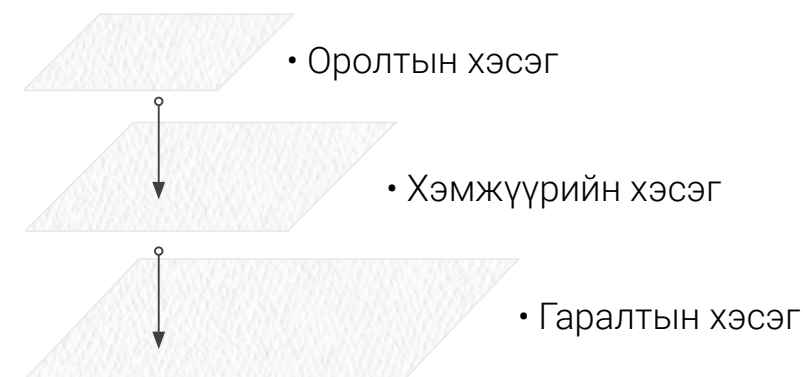 • Оролтын хэсэг
• Хэмжүүрийн хэсэг
• Гаралтын хэсэг